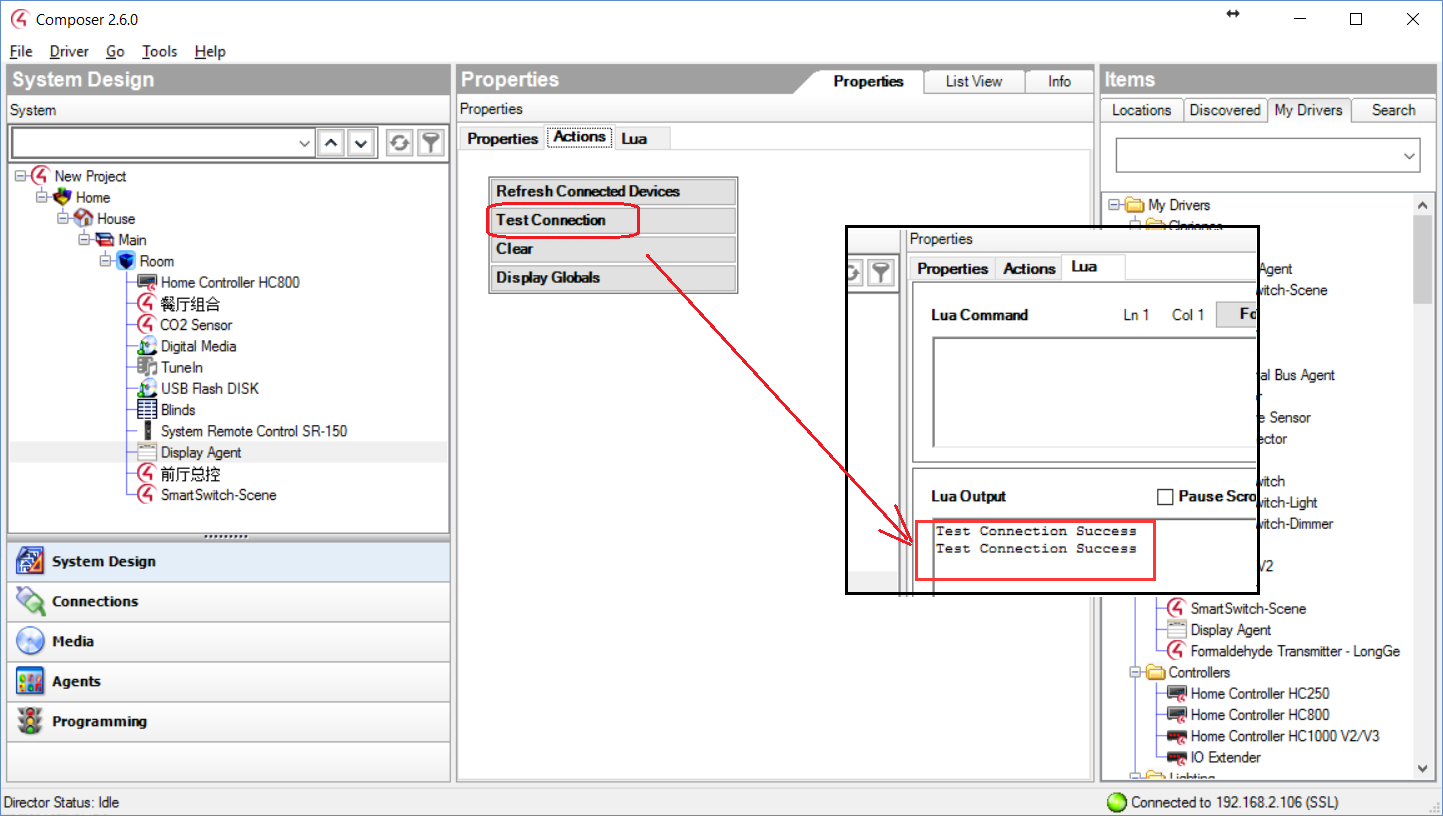 Composer 2.6.0
File Driver Go Tools Help
System Design
System
New Project
Home
House
Main
Room
Home Controller HC800
餐厅组合
CO2 Sensor
Digital Media
TuneIn
USB Flash DISK
Blinds
System Remote Control SR-150
Display Agent
前厅总控
SmartSwitch-Scene
System Design
Connections
Media
Agents
Programming
Properties
Properties List View Info
Properties
Properties Actions Lua
Refresh Connected Devices
Test Connection
Clear
Display Globals
Properties
Properties Actions Lua
Lua Command Ln 1 Col 1 Fo
Lua Output Pause Scro
Test Connection Success
Test Connection Success
Items
Locations Discovered My Drivers Search
My Drivers
Agent
witch-Scene
al Bus Agent
e Sensor
ector
witch
witch-Light
witch-Dimmer
V2
SmartSwitch-Scene
Display Agent
Formaldehyde Transmitter - LongGe
Controllers
Home Controller HC250
Home Controller HC800
Home Controller HC1000 V2/V3
IO Extender
Lighting
Director Status: Idle
Connected to 192.168.2.106 (SSL)